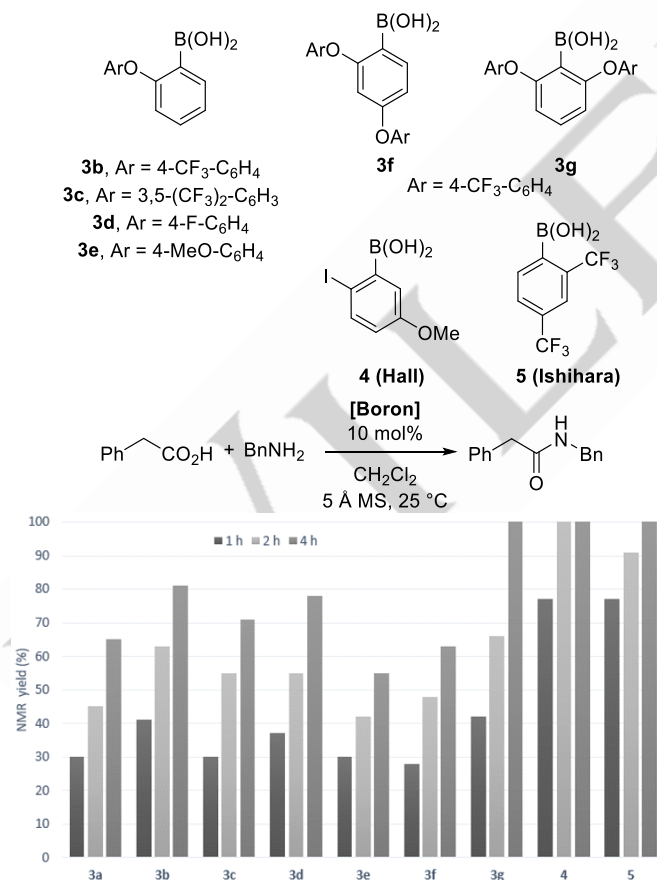 B(OH)2
ArO
B(OH)2
ArO
OAr
B(OH)2
ArO
OAr
3b, Ar = 4-CF3-C6H4
3c, Ar = 3,5-(CF3)2-C6H3
3d, Ar = 4-F-C6H4
3e, Ar = 4-MeO-C6H4
3f
3g
Ar = 4-CF3-C6H4
B(OH)2
I
OMe
4 (Hall)
B(OH)2
CF3
CF3
5 (Ishihara)
Ph
CO2H
+ BnNH2
[Boron]
10 mol%
CH2Cl2
5 Å MS, 25 °C
Ph
O
H
N
Bn
1 h 2 h 4 h
NMR yield (%)
100
90
80
70
60
50
40
30
20
10
0
3a 3b 3c 3d 3e 3f 3g 4 5